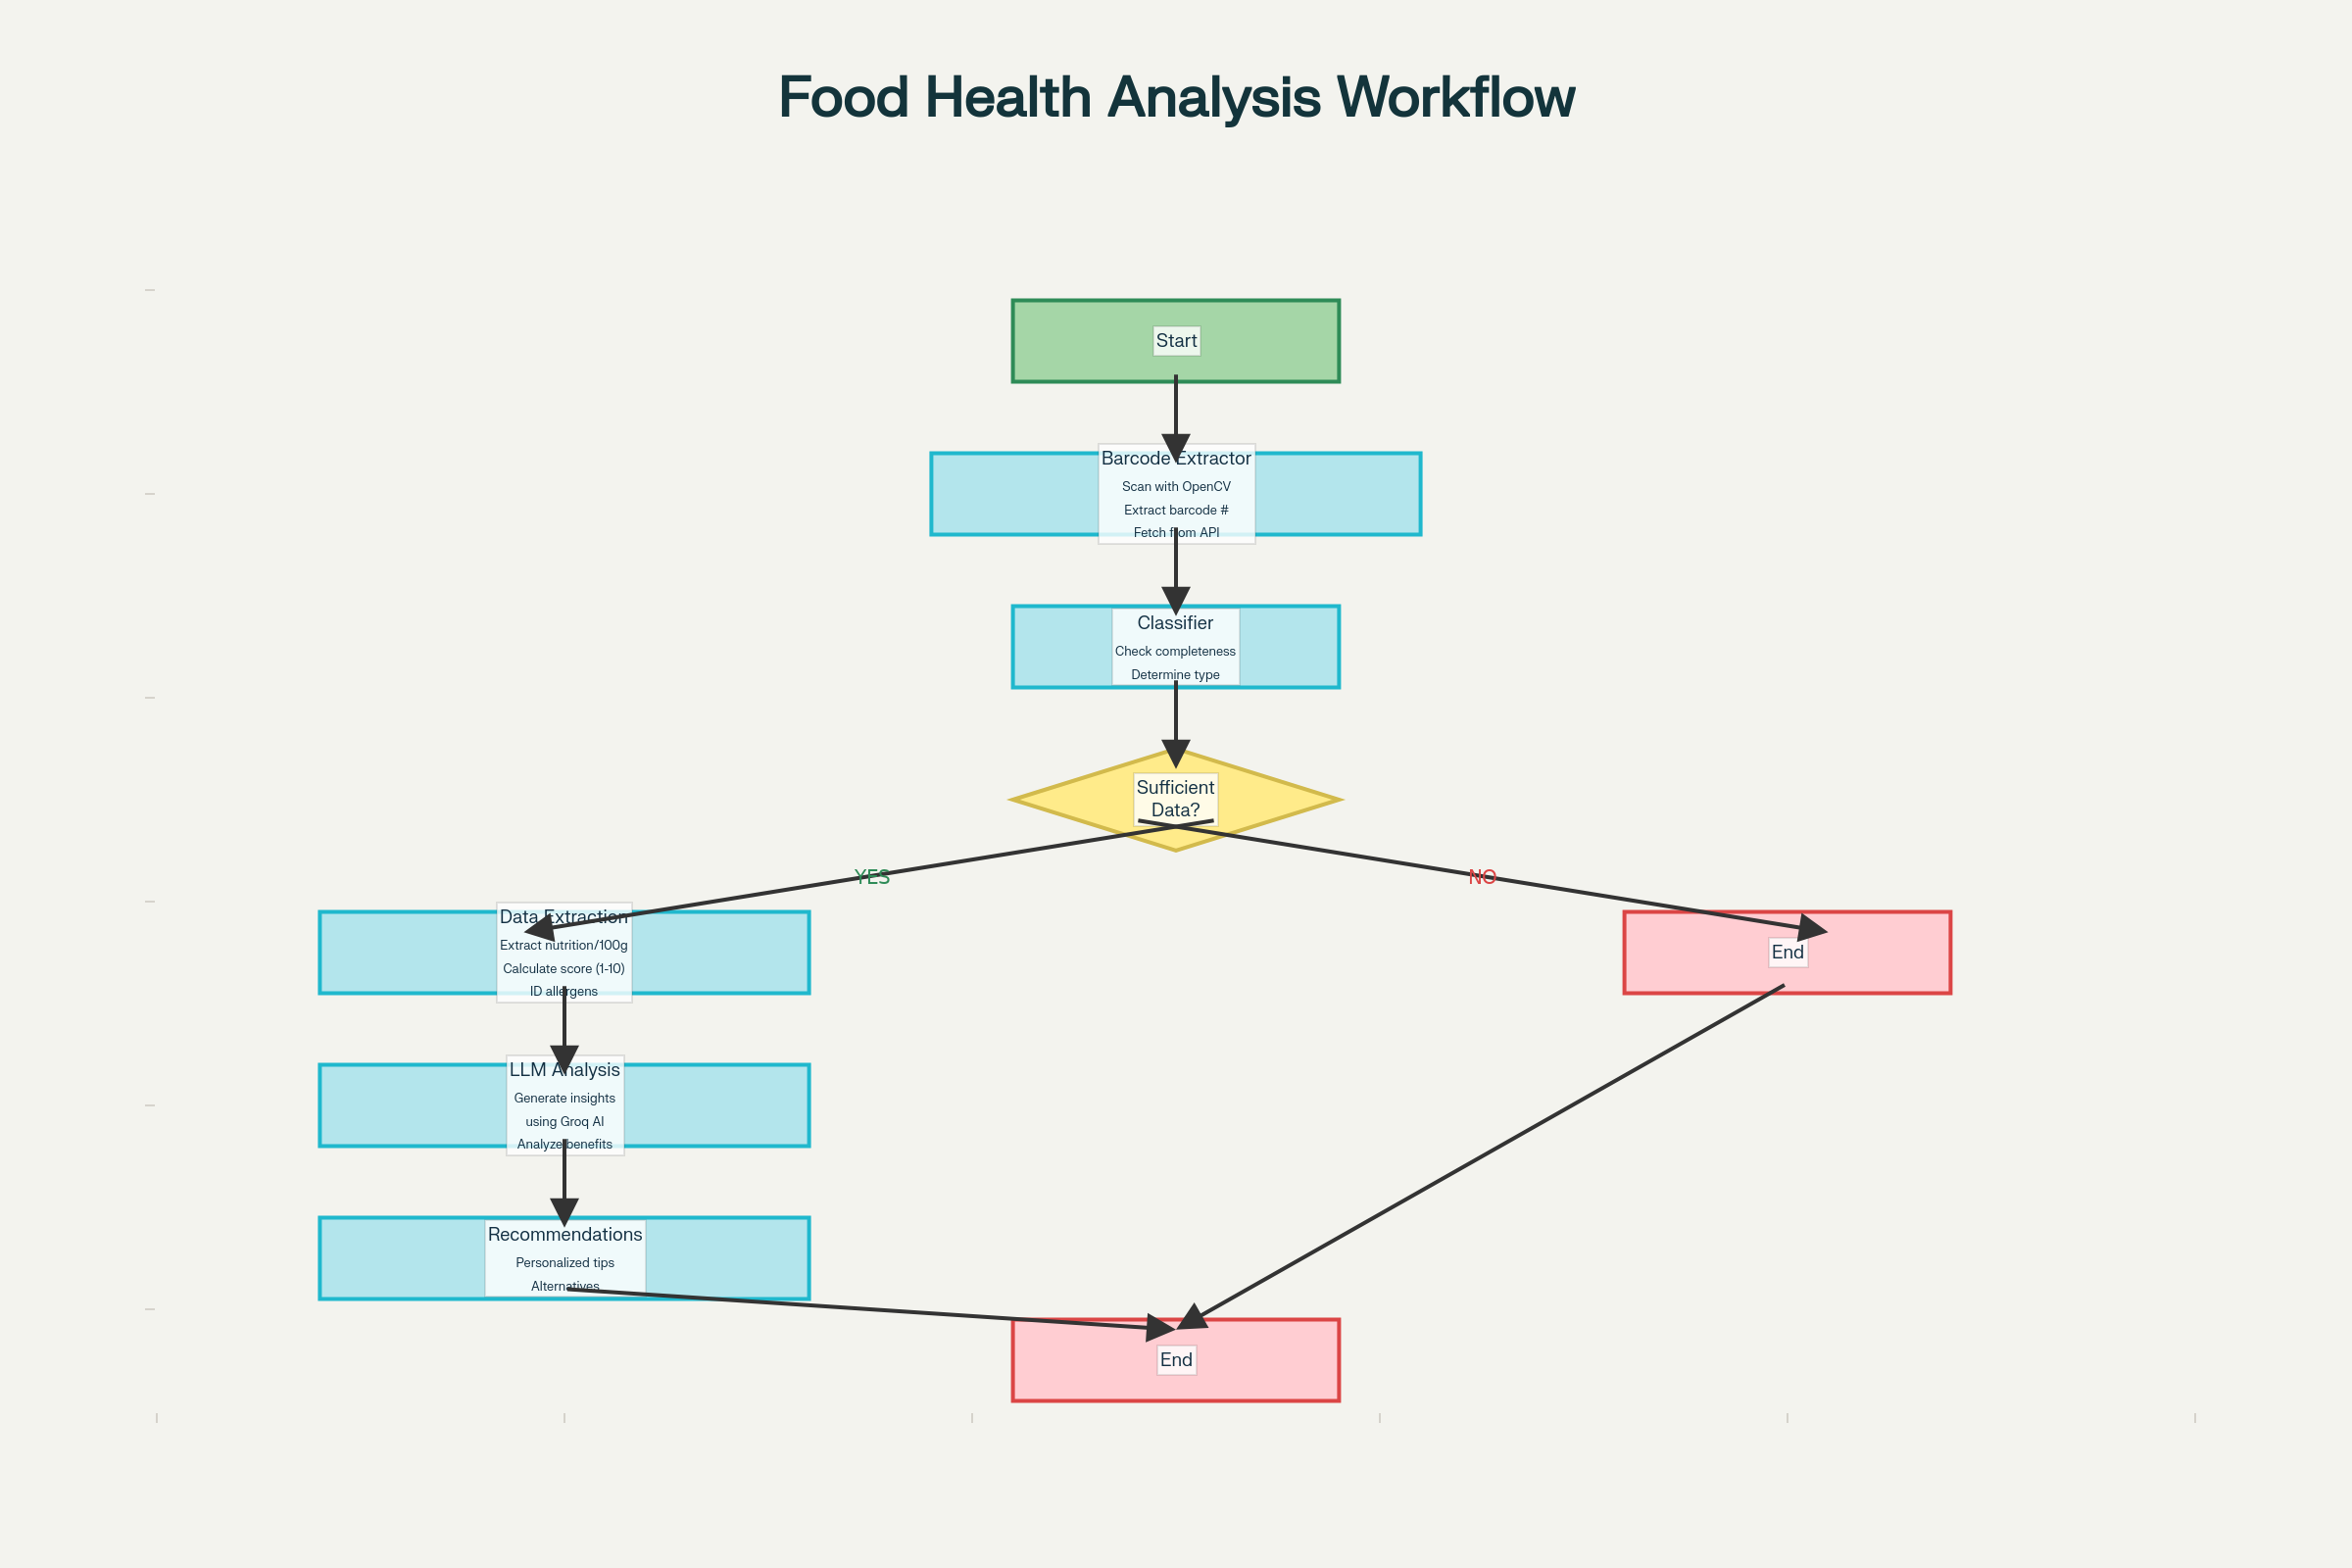 Food Health Analysis Workflow
Start
Barcode Extractor
Scan with OpenCV
Extract barcode #
Fetch from API
Classifier
Check completeness
Determine type
Sufficient
Data?
YES
NO
Data Extraction
Extract nutrition/100g
Calculate score (1-10)
ID allergens
End
LLM Analysis
Generate insights
using Groq AI
Analyze benefits
Recommendations
Personalized tips
Alternatives
End